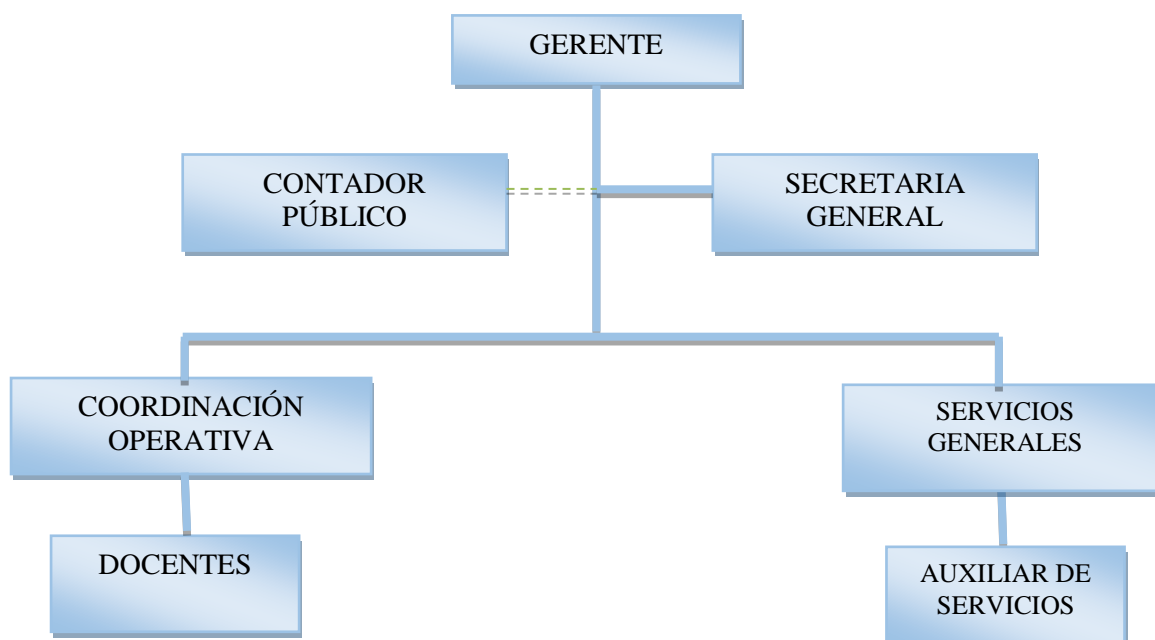 GERENTE
CONTADOR
PÚBLICO
SECRETARIA
GENERAL
COORDINACIÓN
OPERATIVA
SERVICIOS
GENERALES
DOCENTES
AUXILIAR DE
SERVICIOS